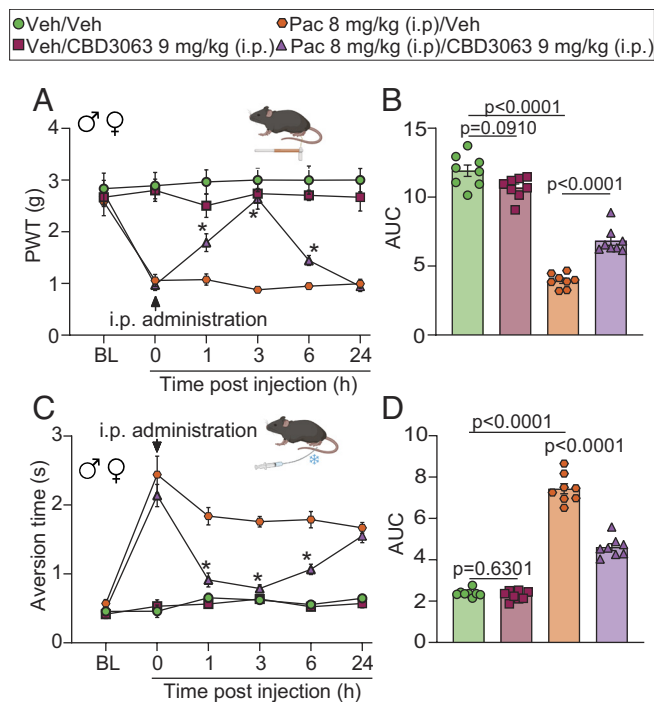 Veh/Veh
Pac 8 mg/kg (i.p)/Veh
Veh/CBD3063 9 mg/kg (i.p.)
Pac 8 mg/kg (i.p)/CBD3063 9 mg/kg (i.p.)
A
♂♀
4
3
2
1
0
PWT (g)
*
*
*
i.p. administration
BL
0
1
3
6
24
Time post injection (h)
B
15
10
5
0
AUC
p<0.0001
p=0.0910
p<0.0001
C
♂♀
i.p. administration
3
2
1
0
Aversion time (s)
*
*
*
BL
0
1
3
6
24
Time post injection (h)
D
10
8
6
4
2
0
AUC
p<0.0001
p<0.0001
p=0.6301